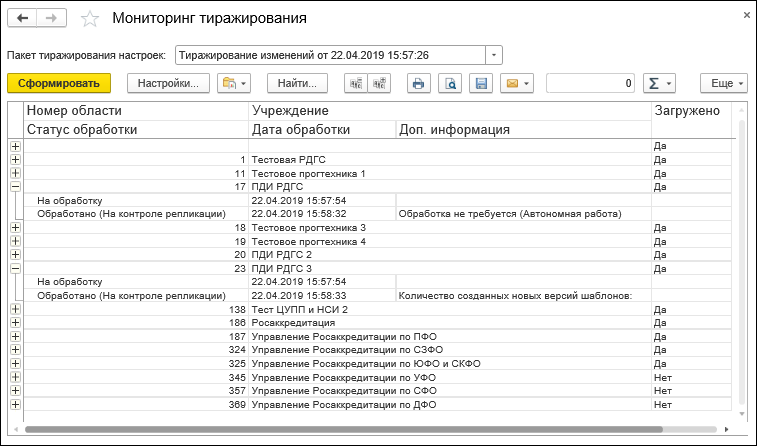 Мониторинг тиражирования
Пакет тиражирования настроек: Тиражирование изменений от 22.04.2019 15:57:26
Сформировать Настройки... Найти... 0 Σ Еще
Номер области Учреждение Загружено
Статус обработки Дата обработки Доп. информация
Да
1 Тестовая РДГС Да
11 Тестовое прогтехника 1 Да
17 ПДИ РДГС Да
На обработку 22.04.2019 15:57:54
Обработано (На контроле репликации) 22.04.2019 15:58:32 Обработка не требуется (Автономная работа)
18 Тестовое прогтехника 3 Да
19 Тестовое прогтехника 4 Да
20 ПДИ РДГС 2 Да
23 ПДИ РДГС 3 Да
На обработку 22.04.2019 15:57:54
Обработано (На контроле репликации) 22.04.2019 15:58:33 Количество созданных новых версий шаблонов:
138 Тест ЦУПП и НСИ 2 Да
186 Росаккредитация Да
187 Управление Росаккредитации по ПФО Да
324 Управление Росаккредитации по СЗФО Да
325 Управление Росаккредитации по ЮФО и СКФО Да
345 Управление Росаккредитации по УФО Нет
357 Управление Росаккредитации по СФО Нет
369 Управление Росаккредитации по ДФО Нет